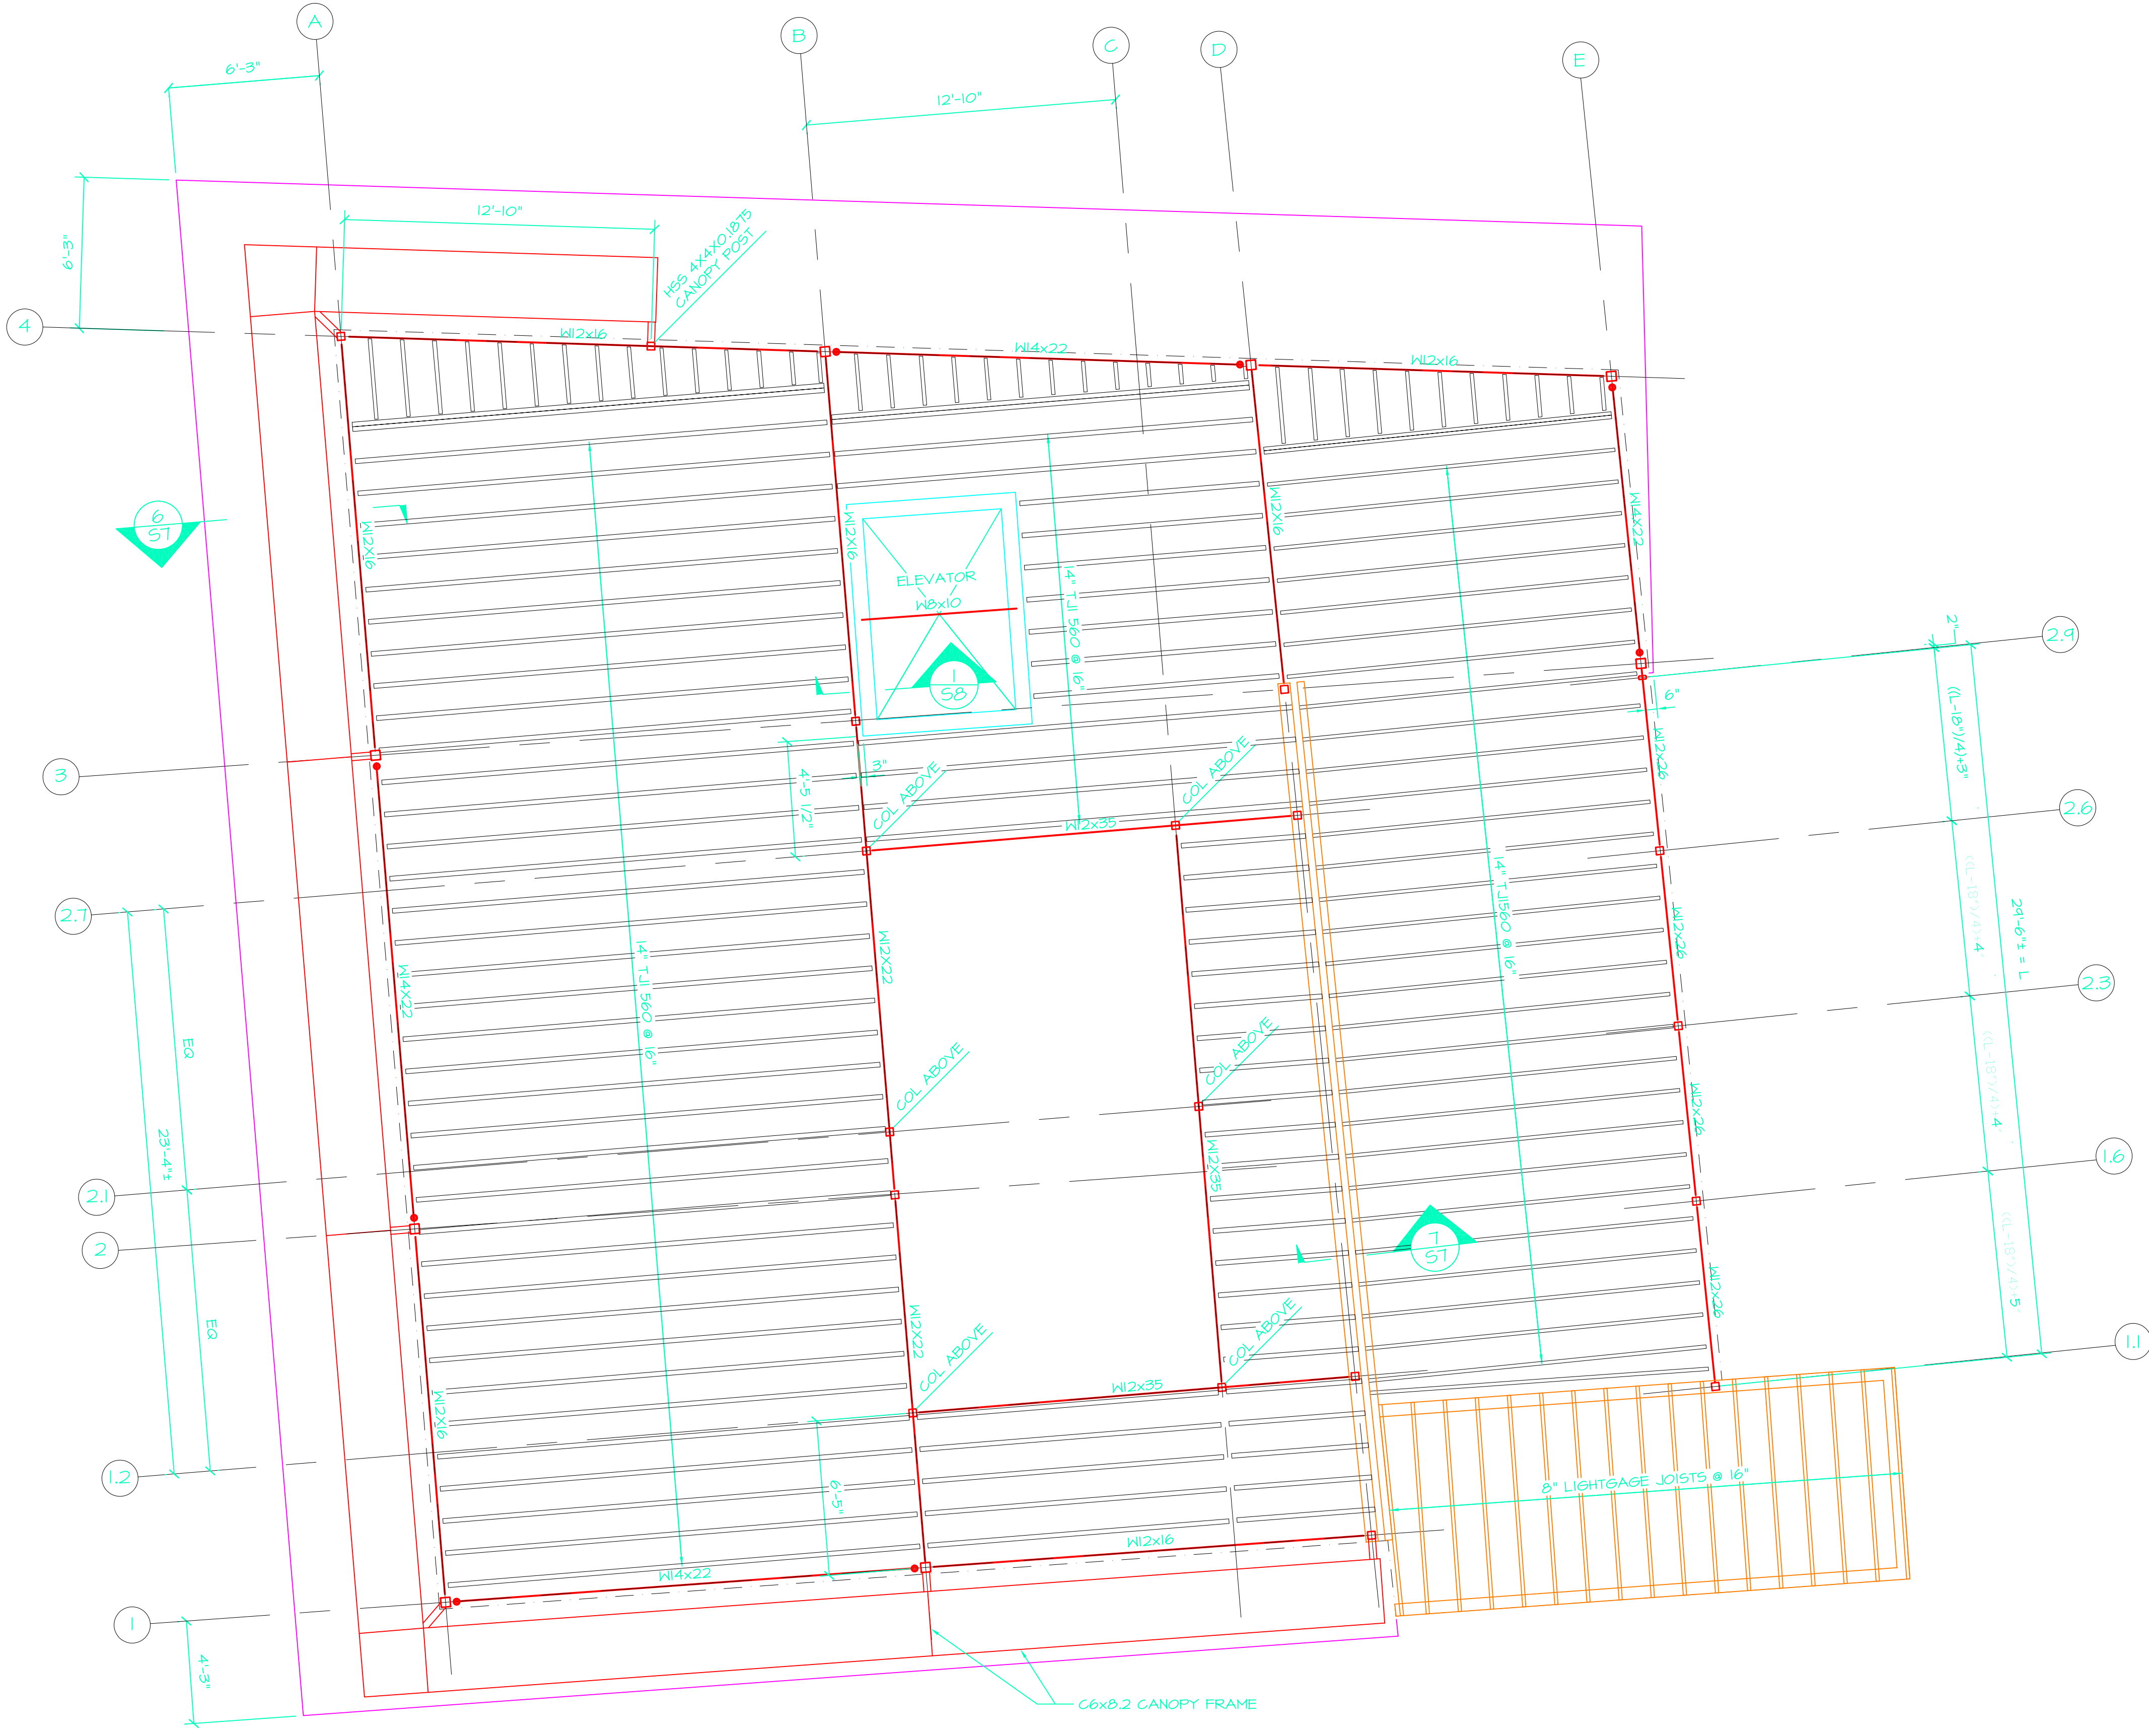 A
B
C
D
E
6'-3"
12'-10"
6'-3"
12'-10"
HSS 4X4X0.1875
CANOPY POST
4
W12x16
W14x22
W12x16
6
S7
W12X16
W12X16
W12X16
W14X22
ELEVATOR
W8x10
14" TJI 560 @ 16"
1
S8
2"
2.9
6"
((L-18")/4)+3"
W12x26
3
3"
4'-5 1/2"
COL ABOVE
COL ABOVE
W12x35
2.6
2.7
14" TJI560 @ 16"
29'-6"± = L
4
W12x26
W12X22
14" TJI 560 @ 16"
W14X22
2.3
EQ
COL ABOVE
COL ABOVE
W12x26
4
23'-4"±
W12X35
1.6
2.1
2
7
S7
EQ
W12X22
COL ABOVE
COL ABOVE
W12x26
5
1.1
W12x35
W12X16
1.2
6'-5"
8" LIGHTGAGE JOISTS @ 16"
W12x16
W14x22
1
4'-3"
C6x8.2 CANOPY FRAME